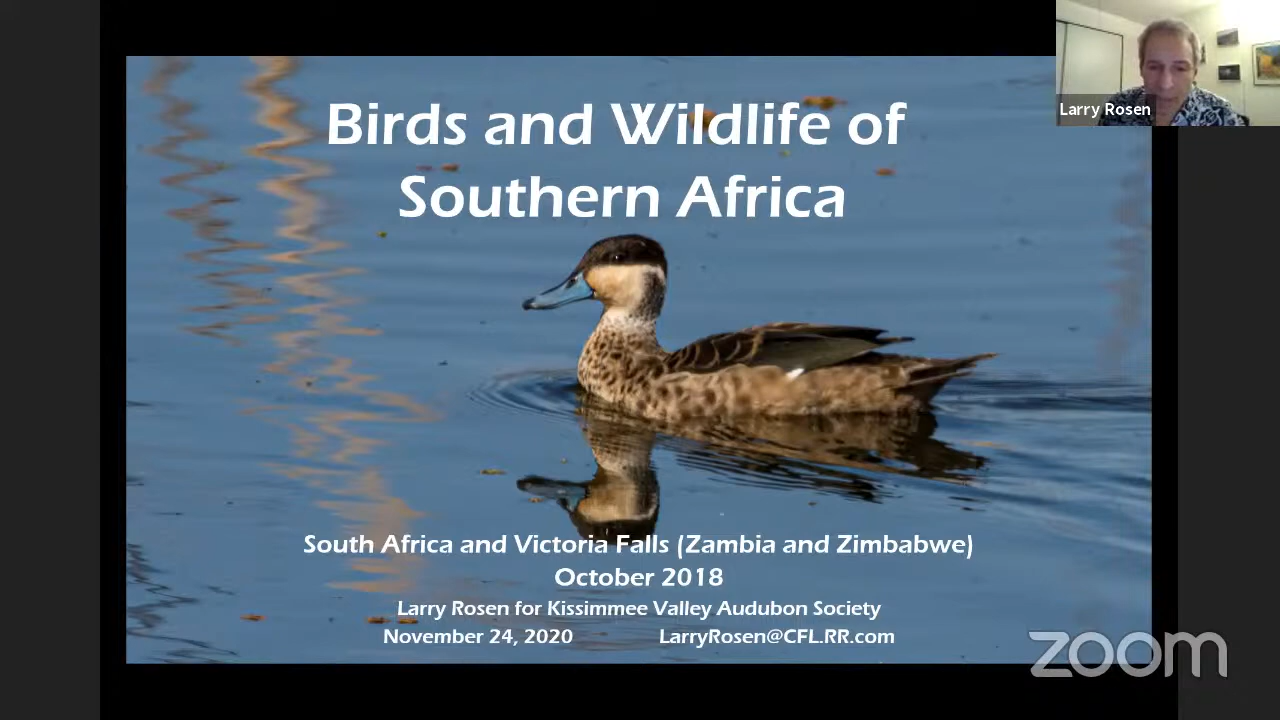 Birds and Wildlife of
Southern Africa
Larry Rosen
South Africa and Victoria Falls (Zambia and Zimbabwe)
October 2018
Larry Rosen for Kissimmee Valley Audubon Society
November 24, 2020 LarryRosen@CFL.RR.com
zoom